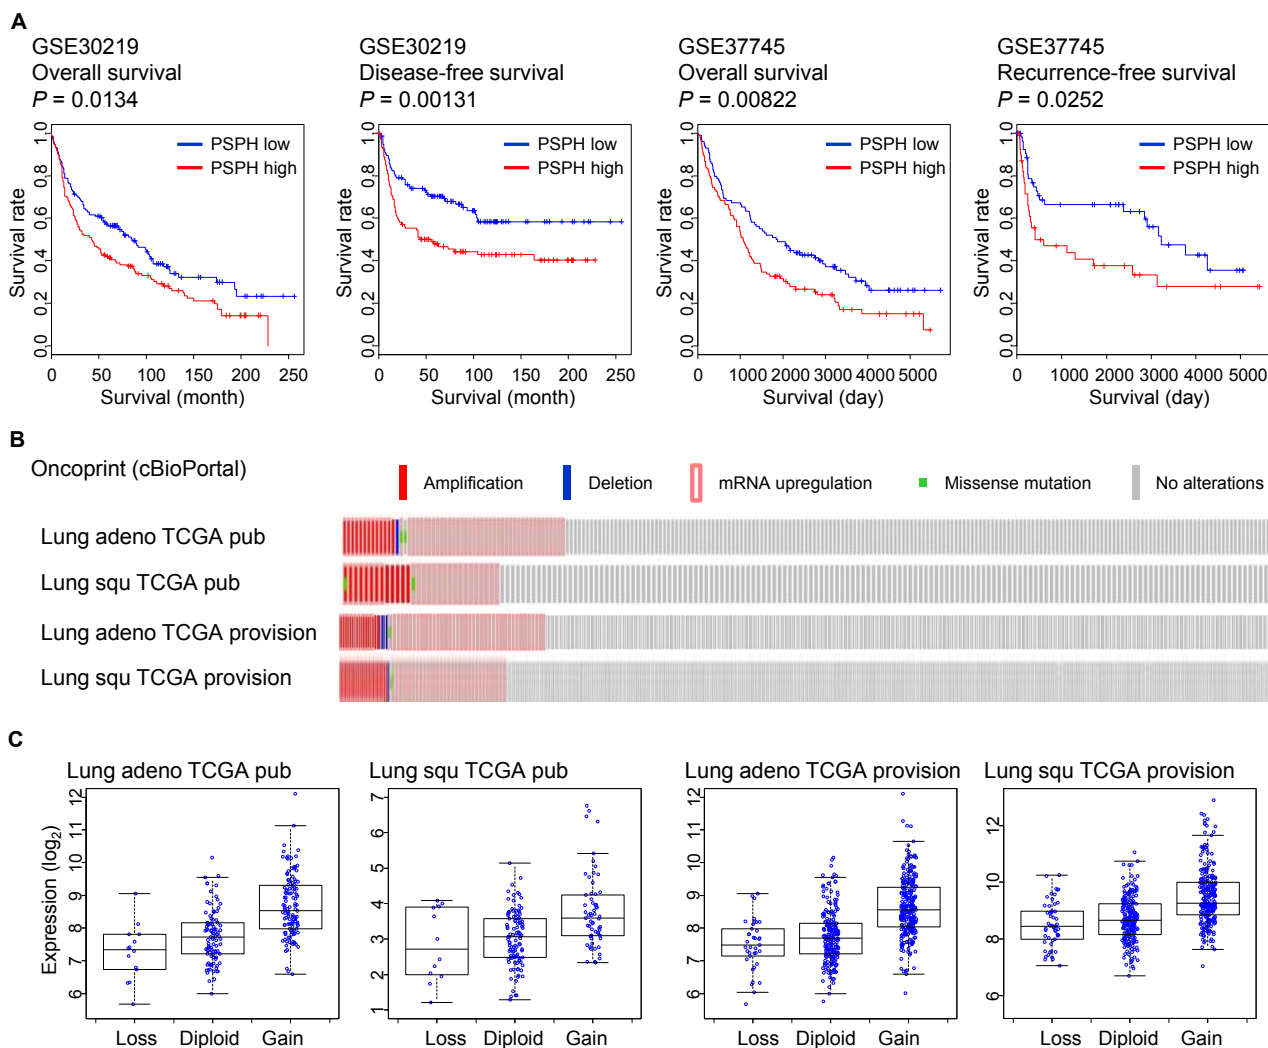 A
GSE30219
Overall survival
P = 0.0134
GSE30219
Disease-free survival
P = 0.00131
GSE37745
Overall survival
P = 0.00822
GSE37745
Recurrence-free survival
P = 0.0252
Survival rate
0.0 0.2 0.4 0.6 0.8 1.0
PSPH low
PSPH high
0 50 100 150 200 250
Survival (month)
Survival rate
0.0 0.2 0.4 0.6 0.8 1.0
PSPH low
PSPH high
0 50 100 150 200 250
Survival (month)
Survival rate
0.0 0.2 0.4 0.6 0.8 1.0
PSPH low
PSPH high
0 1000 2000 3000 4000 5000
Survival (day)
Survival rate
0.0 0.2 0.4 0.6 0.8 1.0
PSPH low
PSPH high
0 1000 2000 3000 4000 5000
Survival (day)
B
Oncoprint (cBioPortal)
Amplification Deletion mRNA upregulation Missense mutation No alterations
Lung adeno TCGA pub
Lung squ TCGA pub
Lung adeno TCGA provision
Lung squ TCGA provision
C
Lung adeno TCGA pub
Expression (log2)
6 7 8 9 10 11 12
Loss Diploid Gain
Lung squ TCGA pub
1 2 3 4 5 6 7
Loss Diploid Gain
Lung adeno TCGA provision
6 7 8 9 10 11 12
Loss Diploid Gain
Lung squ TCGA provision
6 8 10 12
Loss Diploid Gain